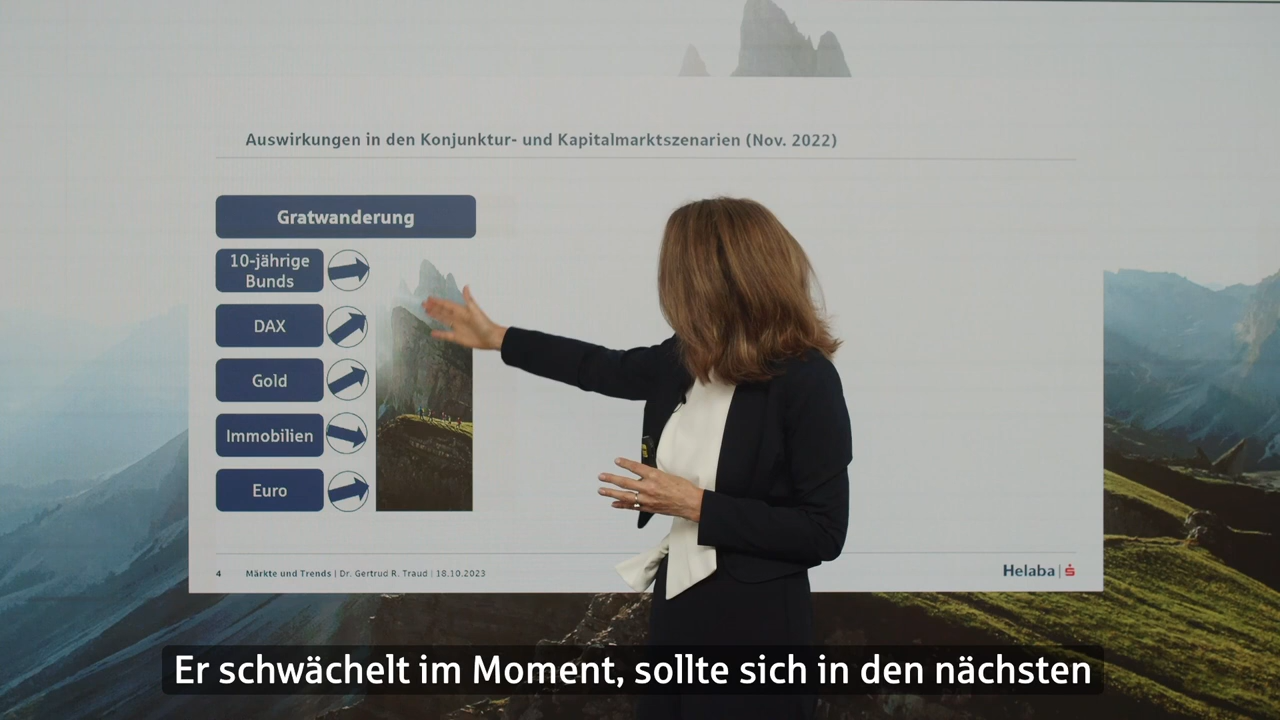 Auswirkungen in den Konjunktur- und Kapitalmarktszenarien (Nov. 2022)
Gratwanderung
10-jährige
Bunds
DAX
Gold
Immobilien
Euro
4 Märkte und Trends | Dr. Gertrud R. Traud | 18.10.2023
Helaba
Er schwächelt im Moment, sollte sich in den nächsten